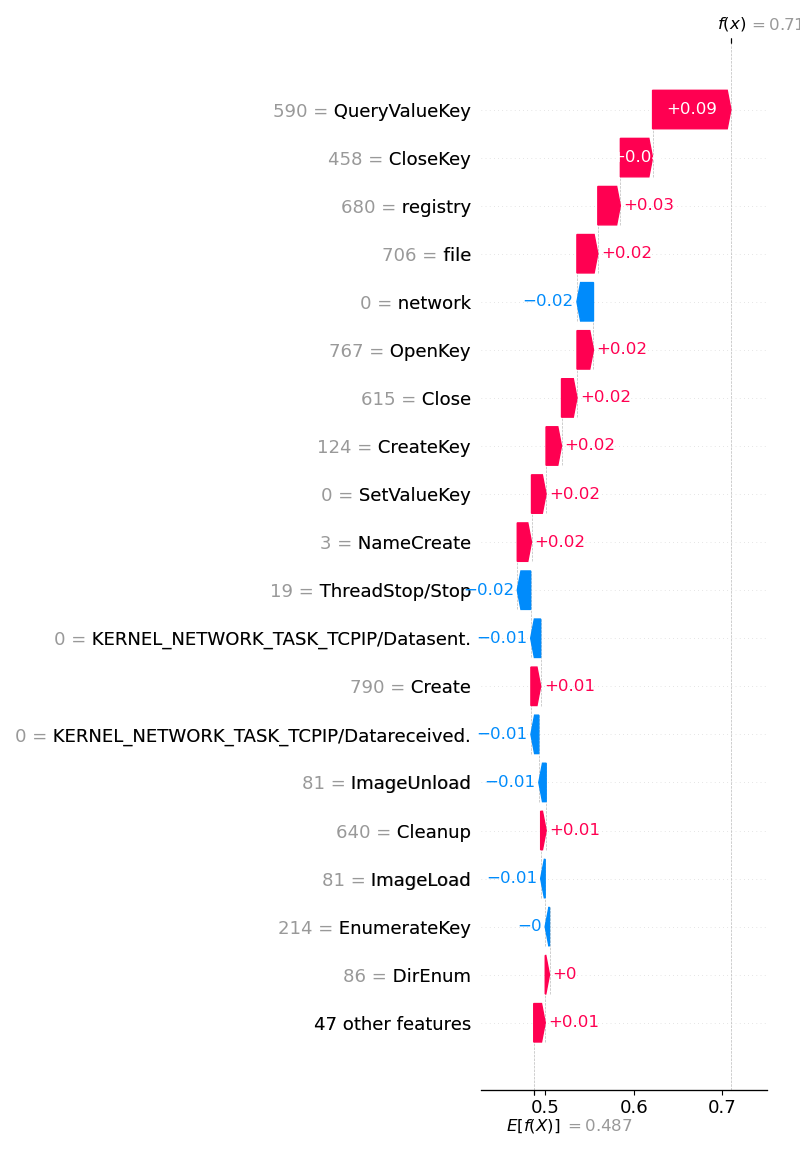 f(x) = 0.71
590 = QueryValueKey +0.09
458 = CloseKey
680 = registry +0.03
706 = file +0.02
0 = network −0.02
767 = OpenKey +0.02
615 = Close +0.02
124 = CreateKey +0.02
0 = SetValueKey +0.02
3 = NameCreate +0.02
19 = ThreadStop/Stop −0.02
0 = KERNEL_NETWORK_TASK_TCPIP/Datasent. −0.01
790 = Create +0.01
0 = KERNEL_NETWORK_TASK_TCPIP/Datareceived. −0.01
81 = ImageUnload −0.01
640 = Cleanup +0.01
81 = ImageLoad −0.01
214 = EnumerateKey −0
86 = DirEnum +0
47 other features +0.01
0.5 0.6 0.7
E[f(X)] = 0.487